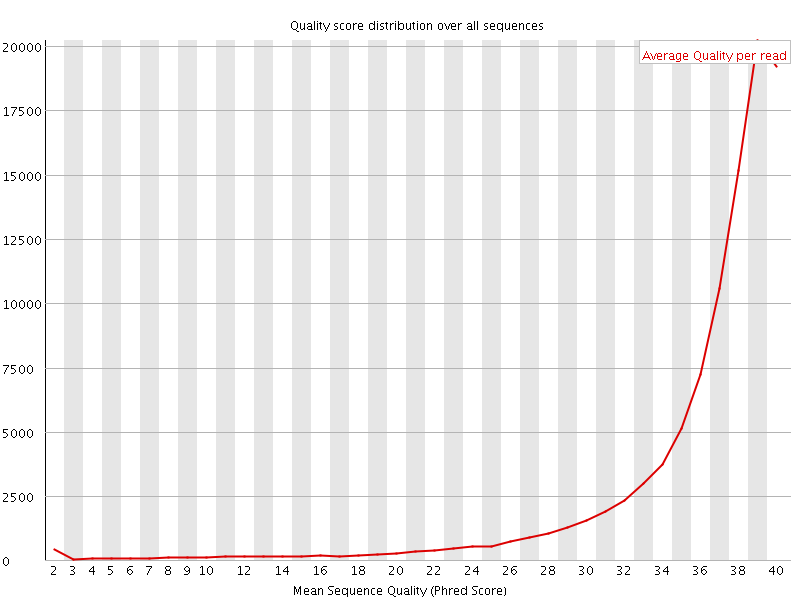 Quality score distribution over all sequences
Average Quality per read
20000
17500
15000
12500
10000
7500
5000
2500
0
2 3 4 5 6 7 8 9 10 12 14 16 18 20 22 24 26 28 30 32 34 36 38 40
Mean Sequence Quality (Phred Score)